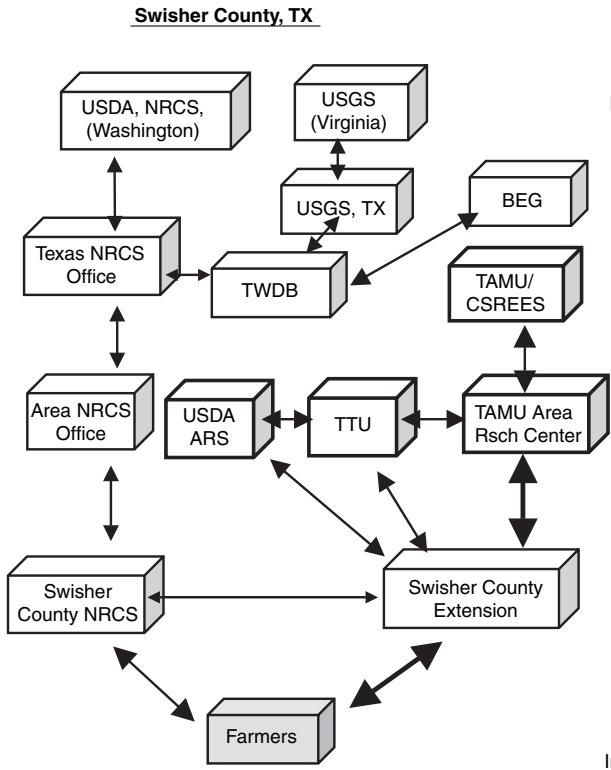 Swisher County, TX
USDA, NRCS,
(Washington)
USGS
(Virginia)
USGS, TX
BEG
Texas NRCS
Office
TWDB
TAMU/
CSREES
Area NRCS
Office
USDA
ARS
TTU
TAMU Area
Rsch Center
Swisher
County NRCS
Swisher County
Extension
Farmers